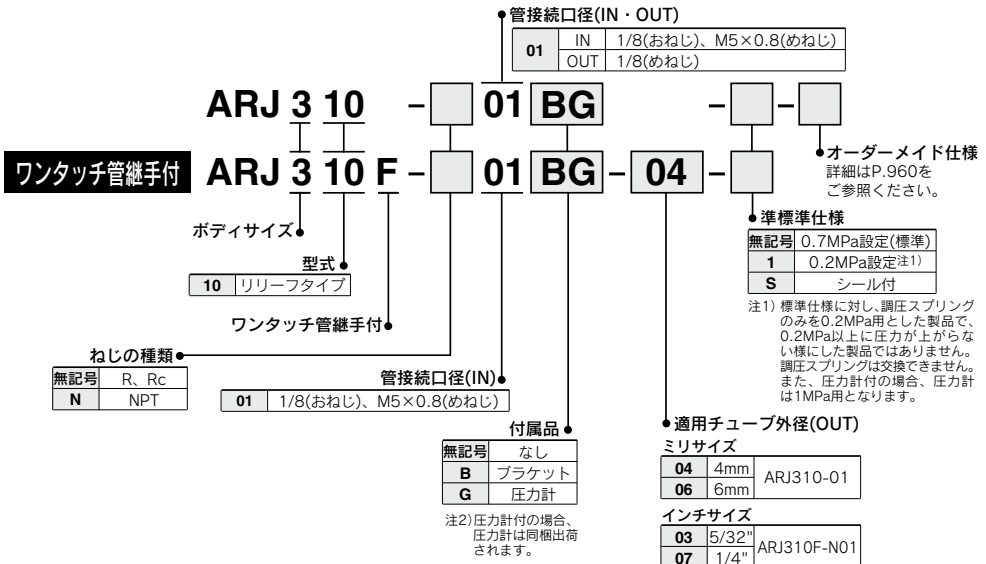 管接続口径(IN・OUT)
01 IN 1/8(おねじ)、M5×0.8(めねじ)
OUT 1/8(めねじ)
ARJ 3 10 - 01 BG - -
ワンタッチ管継手付 ARJ 3 10 F - 01 BG - 04 -
オーダーメイド仕様
詳細はP.960を
ご参照ください。
ボディサイズ
型式
10 リリーフタイプ
ワンタッチ管継手付
ねじの種類
無記号 R、Rc
N NPT
管接続口径(IN)
01 1/8(おねじ)、M5×0.8(めねじ)
付属品
無記号 なし
B ブラケット
G 圧力計
注2)圧力計付の場合、
圧力計は同梱出荷
されます。
準標準仕様
無記号 0.7MPa設定(標準)
1 0.2MPa設定注1)
S シール付
注1) 標準仕様に対し、調圧スプリング
のみを0.2MPa用とした製品で、
0.2MPa以上に圧力が上がらな
い様にした製品ではありません。
調圧スプリングは交換できません。
また、圧力計付の場合、圧力計
は1MPa用となります。
適用チューブ外径(OUT)
ミリサイズ
04 4mm ARJ310-01
06 6mm
インチサイズ
03 5/32" ARJ310F-N01
07 1/4"